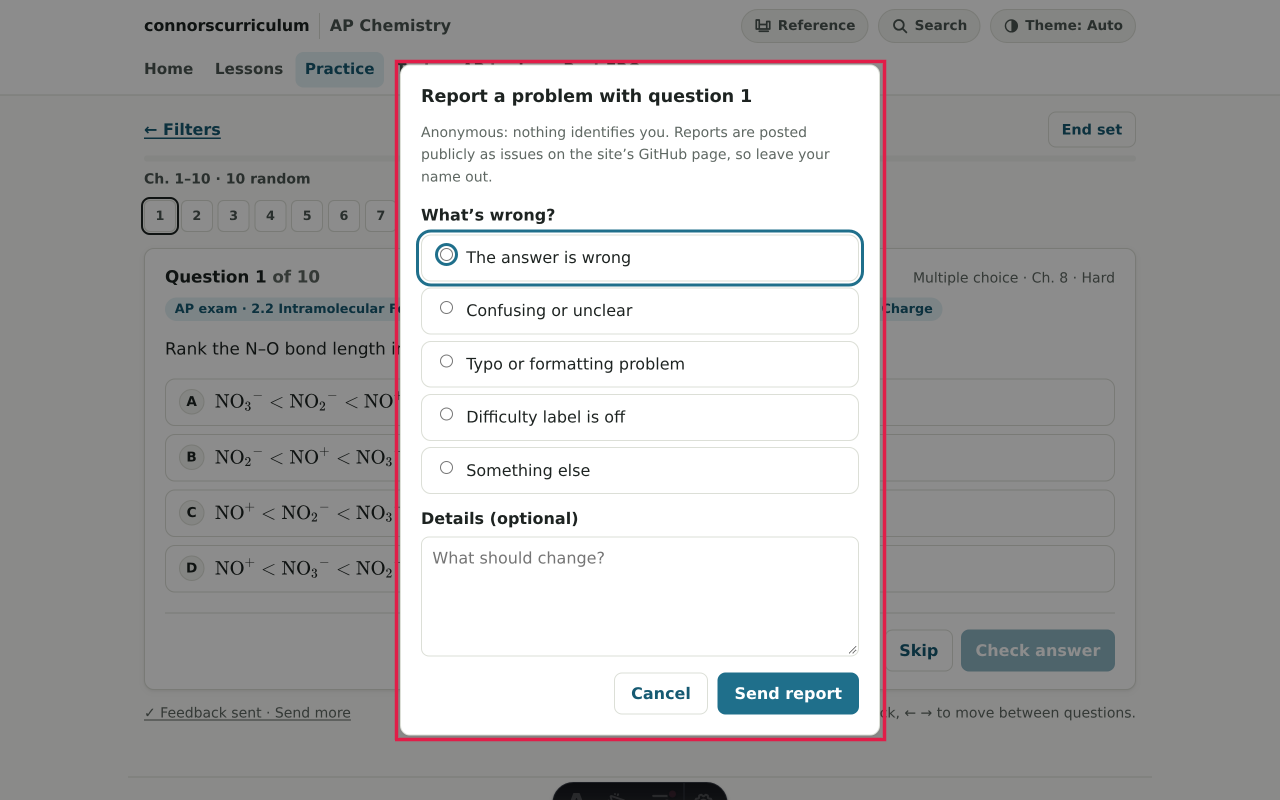 connorscurriculum AP Chemistry Reference Search Theme: Auto
Home Lessons Practice
← Filters End set
Ch. 1–10 · 10 random
1 2 3 4 5 6 7
Question 1 of 10 Multiple choice · Ch. 8 · Hard
AP exam · 2.2 Intramolecular Charge
Rank the N–O bond length
A NO₃⁻ < NO₂⁻ < NO⁺
B NO₂⁻ < NO⁺ < NO₃⁻
C NO⁺ < NO₂⁻ < NO₃⁻
D NO⁺ < NO₃⁻ < NO₂⁻
Skip Check answer
✓ Feedback sent · Send more ← → to move between questions.
Report a problem with question 1
Anonymous: nothing identifies you. Reports are posted
publicly as issues on the site’s GitHub page, so leave your
name out.
What’s wrong?
The answer is wrong
Confusing or unclear
Typo or formatting problem
Difficulty label is off
Something else
Details (optional)
What should change?
Cancel Send report